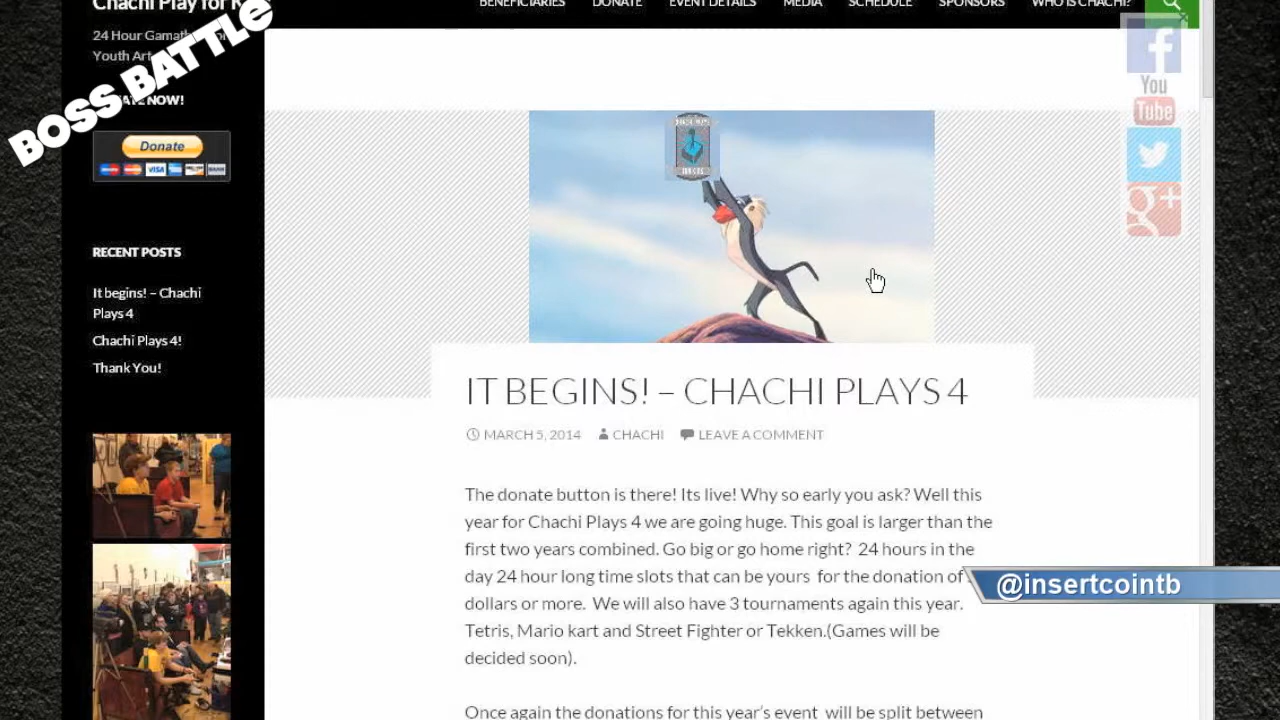 Chachi Play for
BENEFICIARIES DONATE EVENT DETAILS MEDIA SCHEDULE SPONSORS WHO IS CHACHI?
24 Hour
Youth
BOSS BATTLE
NOW!
Donate
VISA
RECENT POSTS
It begins! – Chachi
Plays 4
Chachi Plays 4!
Thank You!
f
You
Tube
g+
IT BEGINS! – CHACHI PLAYS 4
MARCH 5, 2014 CHACHI LEAVE A COMMENT
The donate button is there! Its live! Why so early you ask? Well this
year for Chachi Plays 4 we are going huge. This goal is larger than the
first two years combined. Go big or go home right? 24 hours in the
day 24 hour long time slots that can be yours for the donation of
dollars or more. We will also have 3 tournaments again this year.
Tetris, Mario kart and Street Fighter or Tekken.(Games will be
decided soon).
Once again the donations for this year's event will be split between
@insertcointb